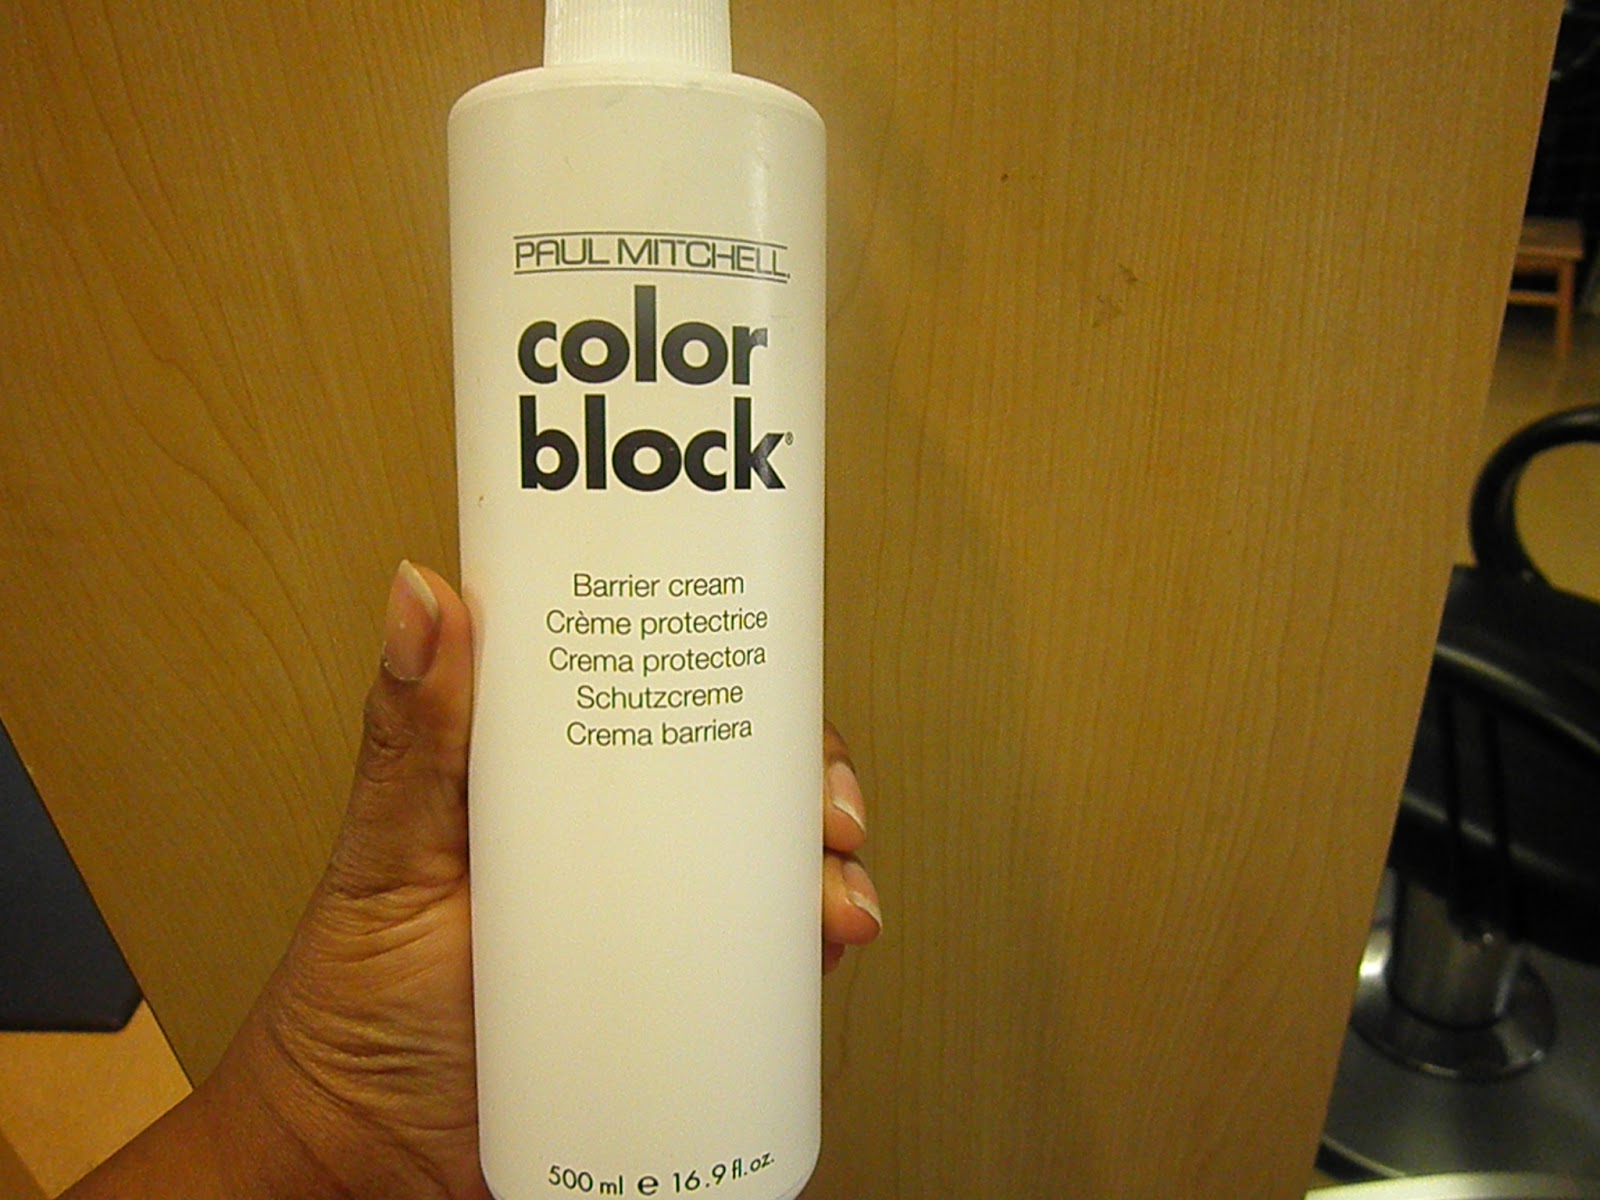 PAUL MITCHELL®
color
block®
Barrier cream
Crème protectrice
Crema protectora
Schutzcreme
Crema barriera
500 ml e 16.9 fl.oz.